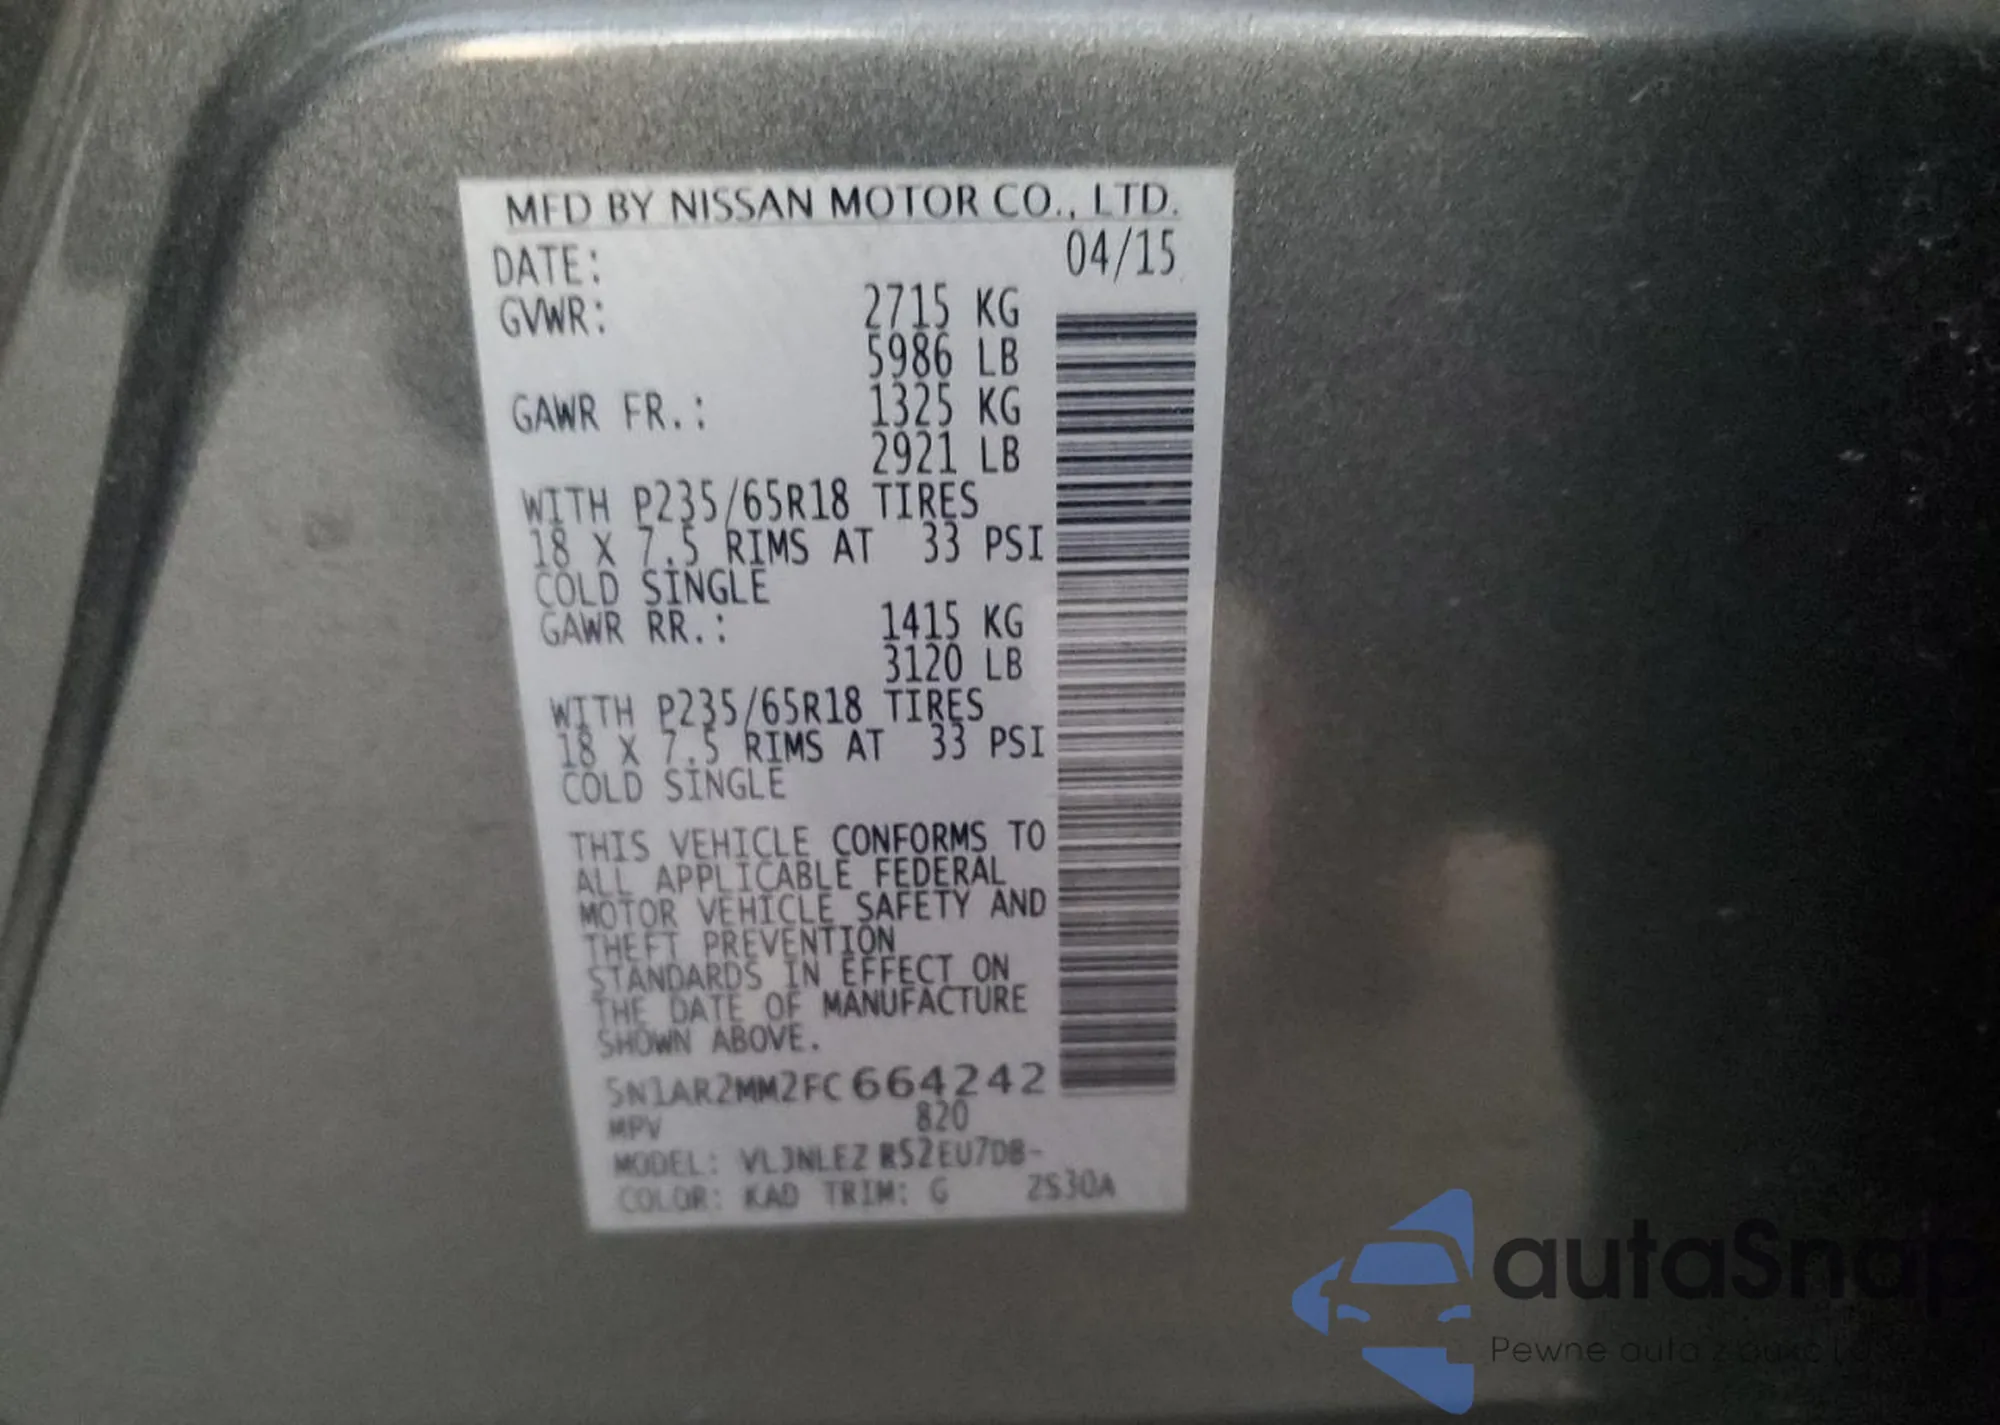 MFD BY NISSAN MOTOR CO., LTD.
DATE: 04/15
GVWR: 2715 KG
5986 LB
GAWR FR.: 1325 KG
2921 LB
WITH P235/65R18 TIRES
18 X 7.5 RIMS AT 33 PSI
COLD SINGLE
GAWR RR.: 1415 KG
3120 LB
WITH P235/65R18 TIRES
18 X 7.5 RIMS AT 33 PSI
COLD SINGLE
THIS VEHICLE CONFORMS TO
ALL APPLICABLE FEDERAL
MOTOR VEHICLE SAFETY AND
THEFT PREVENTION
STANDARDS IN EFFECT ON
THE DATE OF MANUFACTURE
SHOWN ABOVE.
5N1AR2MM2FC664242
MPV 820
MODEL: VLJNLEZ RS2EU7DB-
COLOR: KAD TRIM: G ZS30A
autaSnap
Pewne auta z